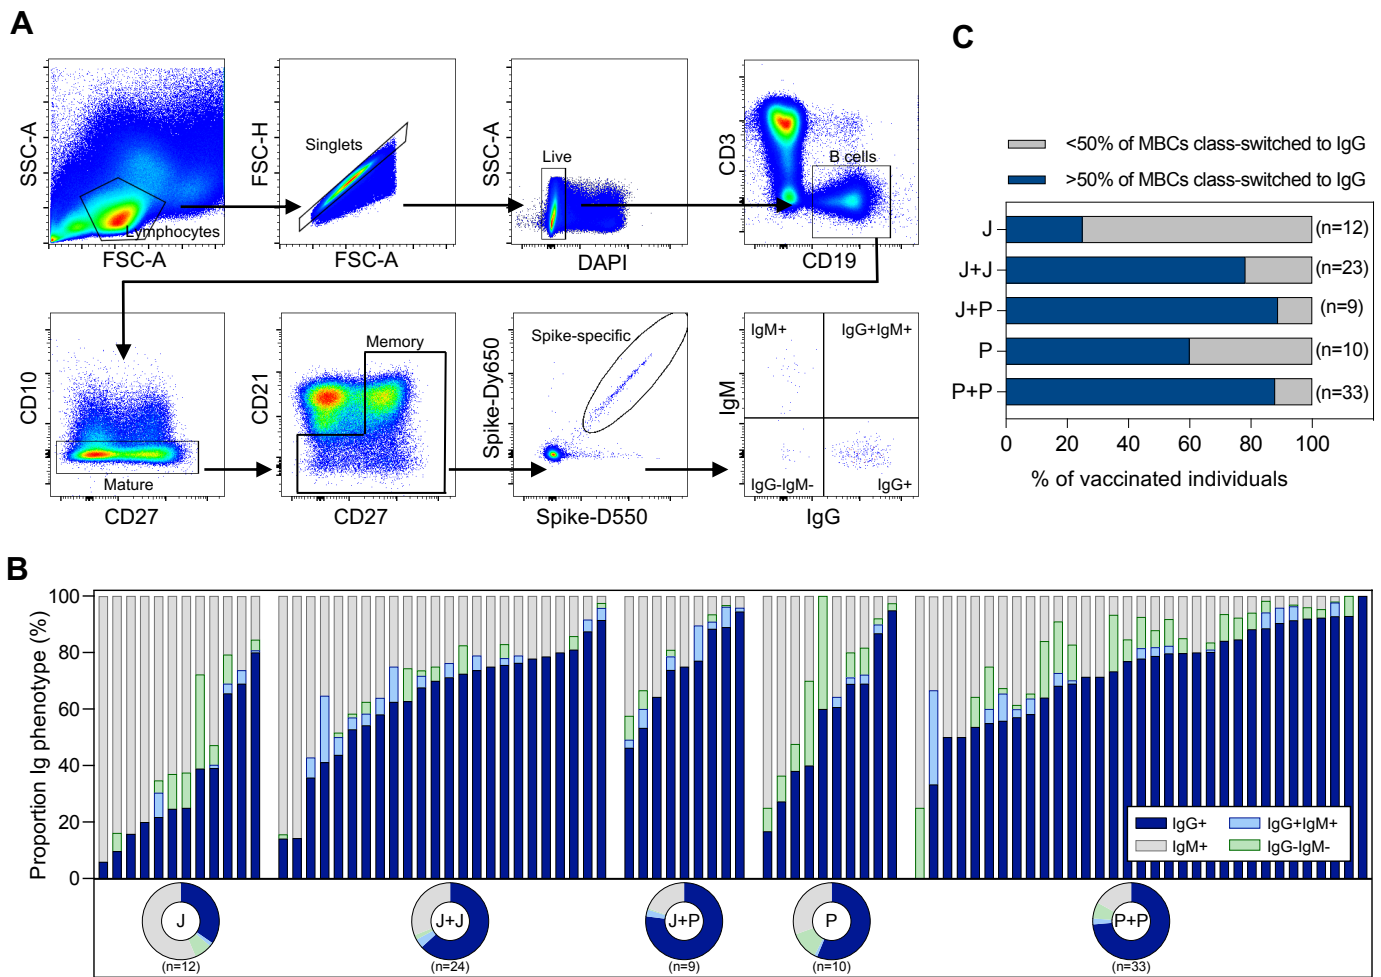 A
SSC-A
Lymphocytes
FSC-A
FSC-H
Singlets
FSC-A
SSC-A
Live
DAPI
CD3
B cells
CD19
CD10
Mature
CD27
CD21
Memory
CD27
Spike-Dy650
Spike-specific
Spike-D550
IgM
IgM+
IgG+IgM+
IgG-IgM-
IgG+
IgG
C
<50% of MBCs class-switched to IgG
>50% of MBCs class-switched to IgG
J (n=12)
J+J (n=23)
J+P (n=9)
P (n=10)
P+P (n=33)
0 20 40 60 80 100
% of vaccinated individuals
B
Proportion Ig phenotype (%)
100
80
60
40
20
0
IgG+ IgG+IgM+
IgM+ IgG-IgM-
J J+J J+P P P+P
(n=12) (n=24) (n=9) (n=10) (n=33)